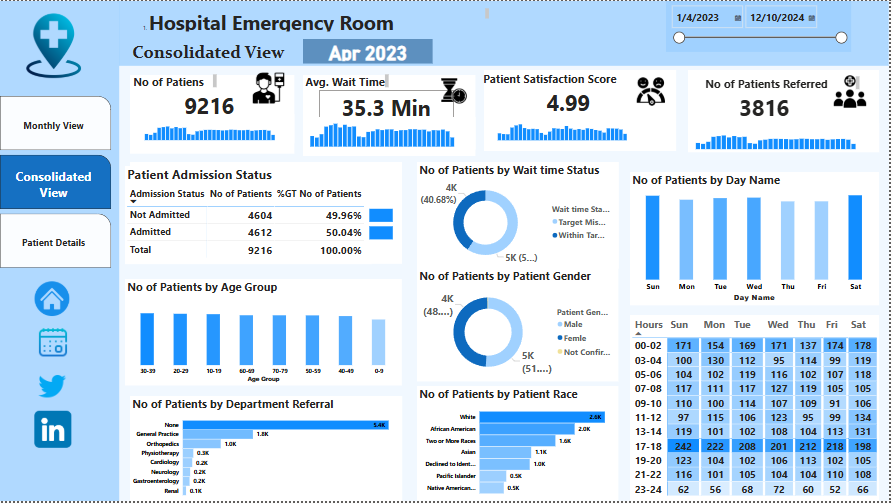 Hospital Emergency Room
Consolidated View
Apr 2023
1/4/2023
12/10/2024
Monthly View
Consolidated
View
Patient Details
No of Patiens
9216
Avg. Wait Time
35.3 Min
Patient Satisfaction Score
4.99
No of Patients Referred
3816
Patient Admission Status
Admission Status No of Patients %GT No of Patients
Not Admitted 4604 49.96%
Admitted 4612 50.04%
Total 9216 100.00%
No of Patients by Age Group
30-39 20-29 10-19 60-69 70-79 50-59 40-49 0-9
Age Group
No of Patients by Department Referral
None 5.4K
General Practice 1.8K
Orthopedics 1.0K
Physiotherapy 0.3K
Cardiology 0.2K
Neurology 0.2K
Gastroenterology 0.2K
Renal 0.1K
No of Patients by Wait time Status
4K
(40.68%)
5K (5...)
Wait time Sta...
Target Mis...
Within Tar...
No of Patients by Patient Gender
4K
(48....)
5K
(51....)
Patient Gen...
Male
Femle
Not Confir...
No of Patients by Patient Race
White 2.6K
African American 2.0K
Two or More Races 1.6K
Asian 1.1K
Declined to Ident... 1.0K
Pacific Islander 0.5K
Native American... 0.5K
No of Patients by Day Name
Sun Mon Tue Wed Thu Fri Sat
Day Name
Hours Sun Mon Tue Wed Thu Fri Sat
00-02 171 154 169 171 137 174 178
03-04 100 130 112 95 114 99 119
05-06 104 102 119 116 102 107 118
07-08 117 111 117 127 119 105 105
09-10 110 100 114 107 109 91 106
11-12 97 115 106 123 95 99 134
13-14 119 101 102 108 104 113 131
17-18 242 222 208 201 212 218 198
19-20 123 104 102 106 113 102 105
21-22 116 101 105 104 104 110 108
23-24 62 56 68 72 60 52 66